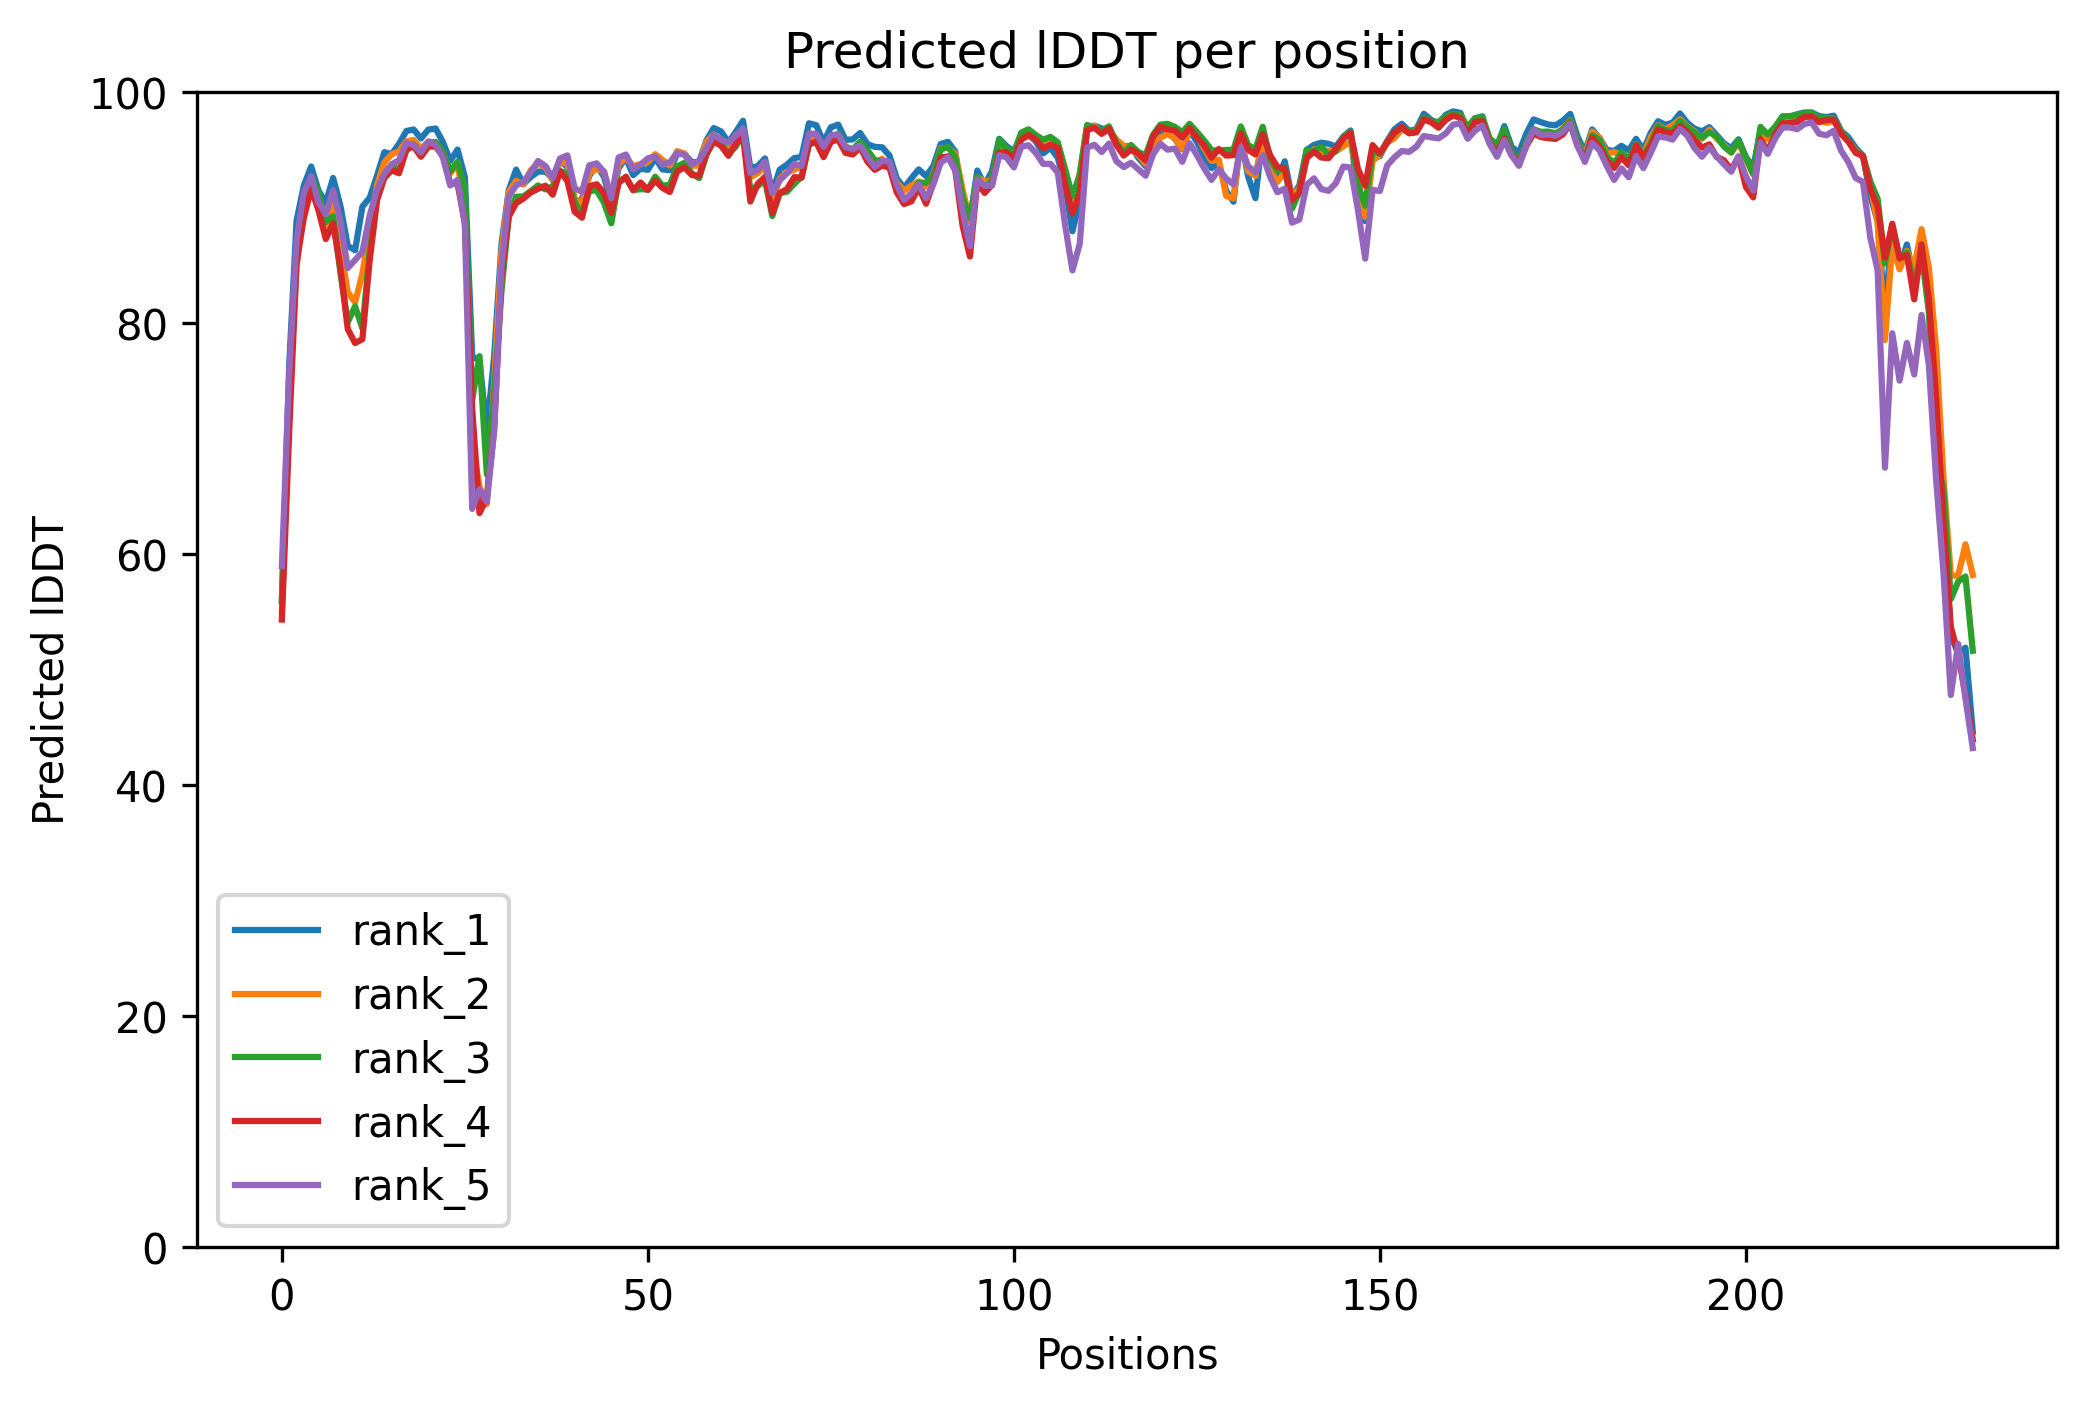 Predicted lDDT per position
100
80
60
40
20
0
Predicted lDDT
rank_1
rank_2
rank_3
rank_4
rank_5
0 50 100 150 200
Positions